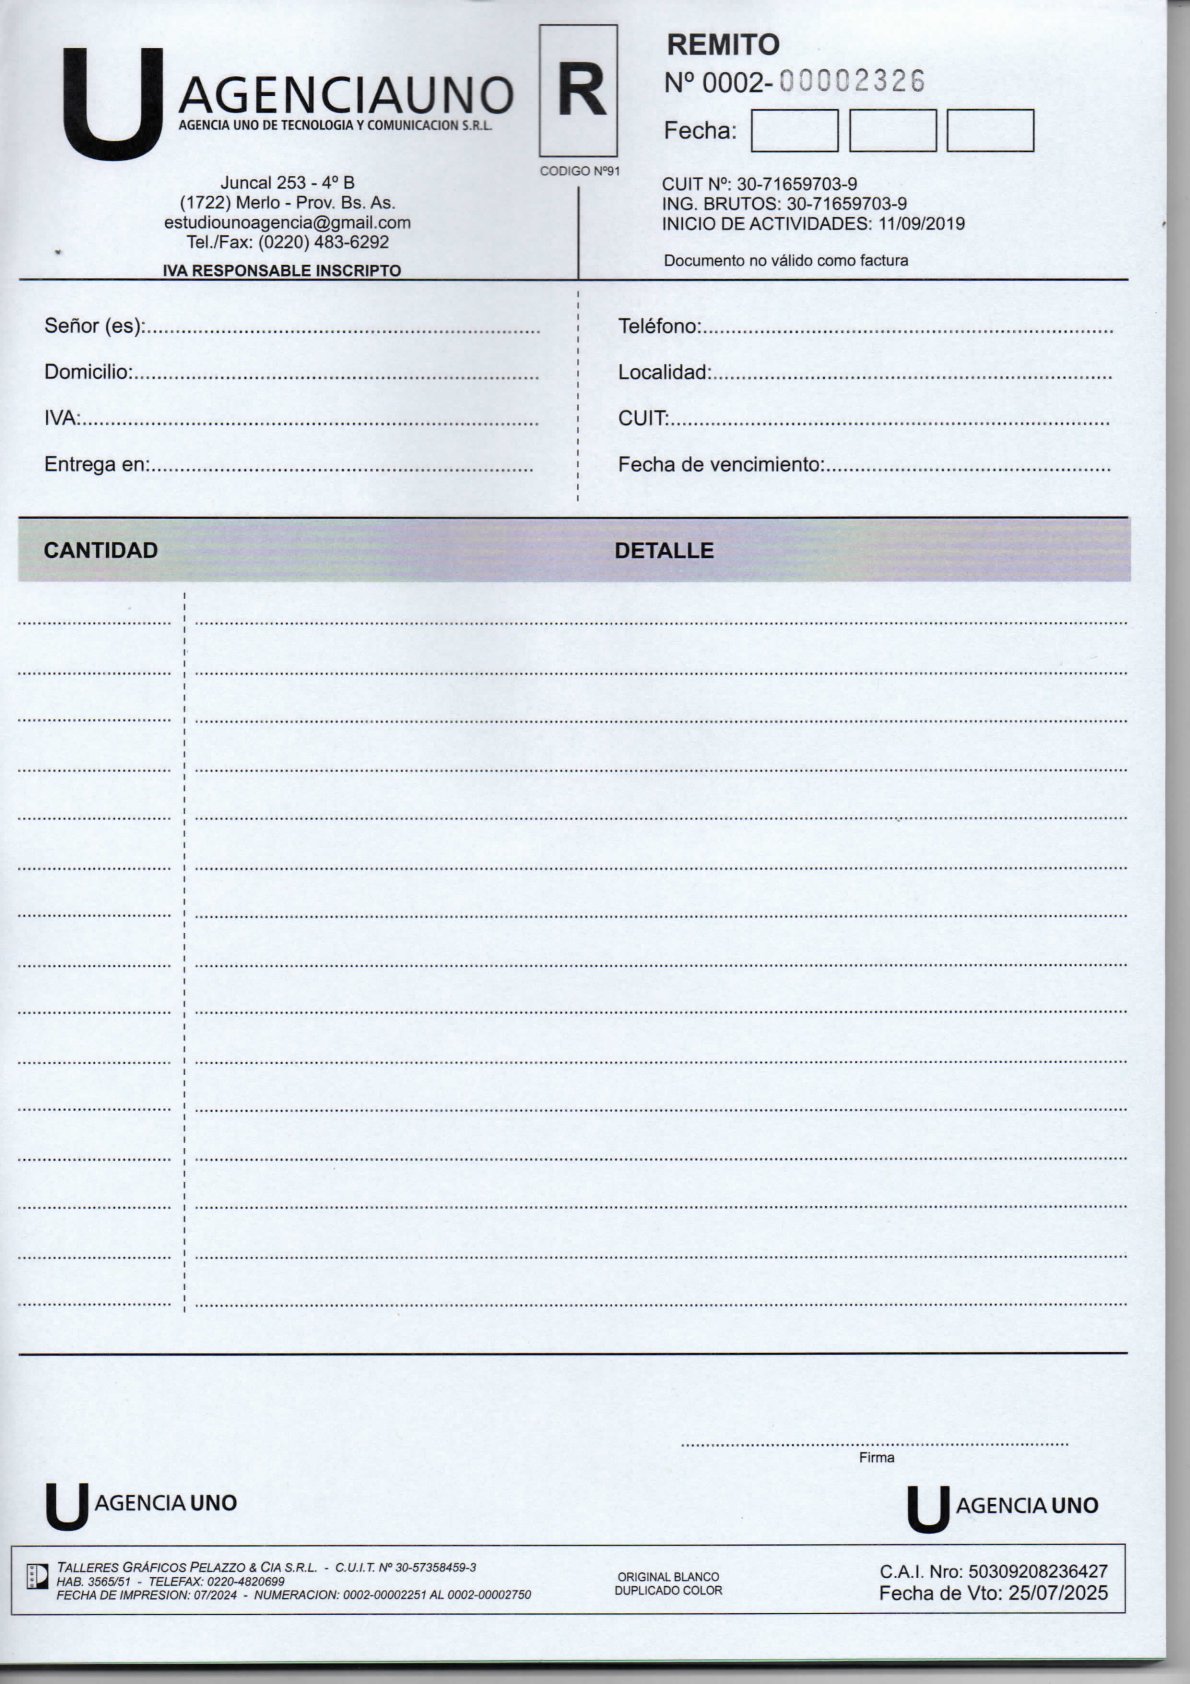 U AGENCIAUNO
AGENCIA UNO DE TECNOLOGIA Y COMUNICACION S.R.L.
Juncal 253 - 4º B
(1722) Merlo - Prov. Bs. As.
estudiounoagencia@gmail.com
Tel./Fax: (0220) 483-6292
IVA RESPONSABLE INSCRIPTO
R
CODIGO Nº91
REMITO
Nº 0002-00002326
Fecha:
CUIT Nº: 30-71659703-9
ING. BRUTOS: 30-71659703-9
INICIO DE ACTIVIDADES: 11/09/2019
Documento no válido como factura
Señor (es):
Domicilio:
IVA:
Entrega en:
Teléfono:
Localidad:
CUIT:
Fecha de vencimiento:
CANTIDAD DETALLE
Firma
U AGENCIA UNO
U AGENCIA UNO
TALLERES GRÁFICOS PELAZZO & CIA S.R.L. - C.U.I.T. Nº 30-57358459-3
HAB. 3565/51 - TELEFAX: 0220-4820699
FECHA DE IMPRESION: 07/2024 - NUMERACION: 0002-00002251 AL 0002-00002750
ORIGINAL BLANCO
DUPLICADO COLOR
C.A.I. Nro: 50309208236427
Fecha de Vto: 25/07/2025